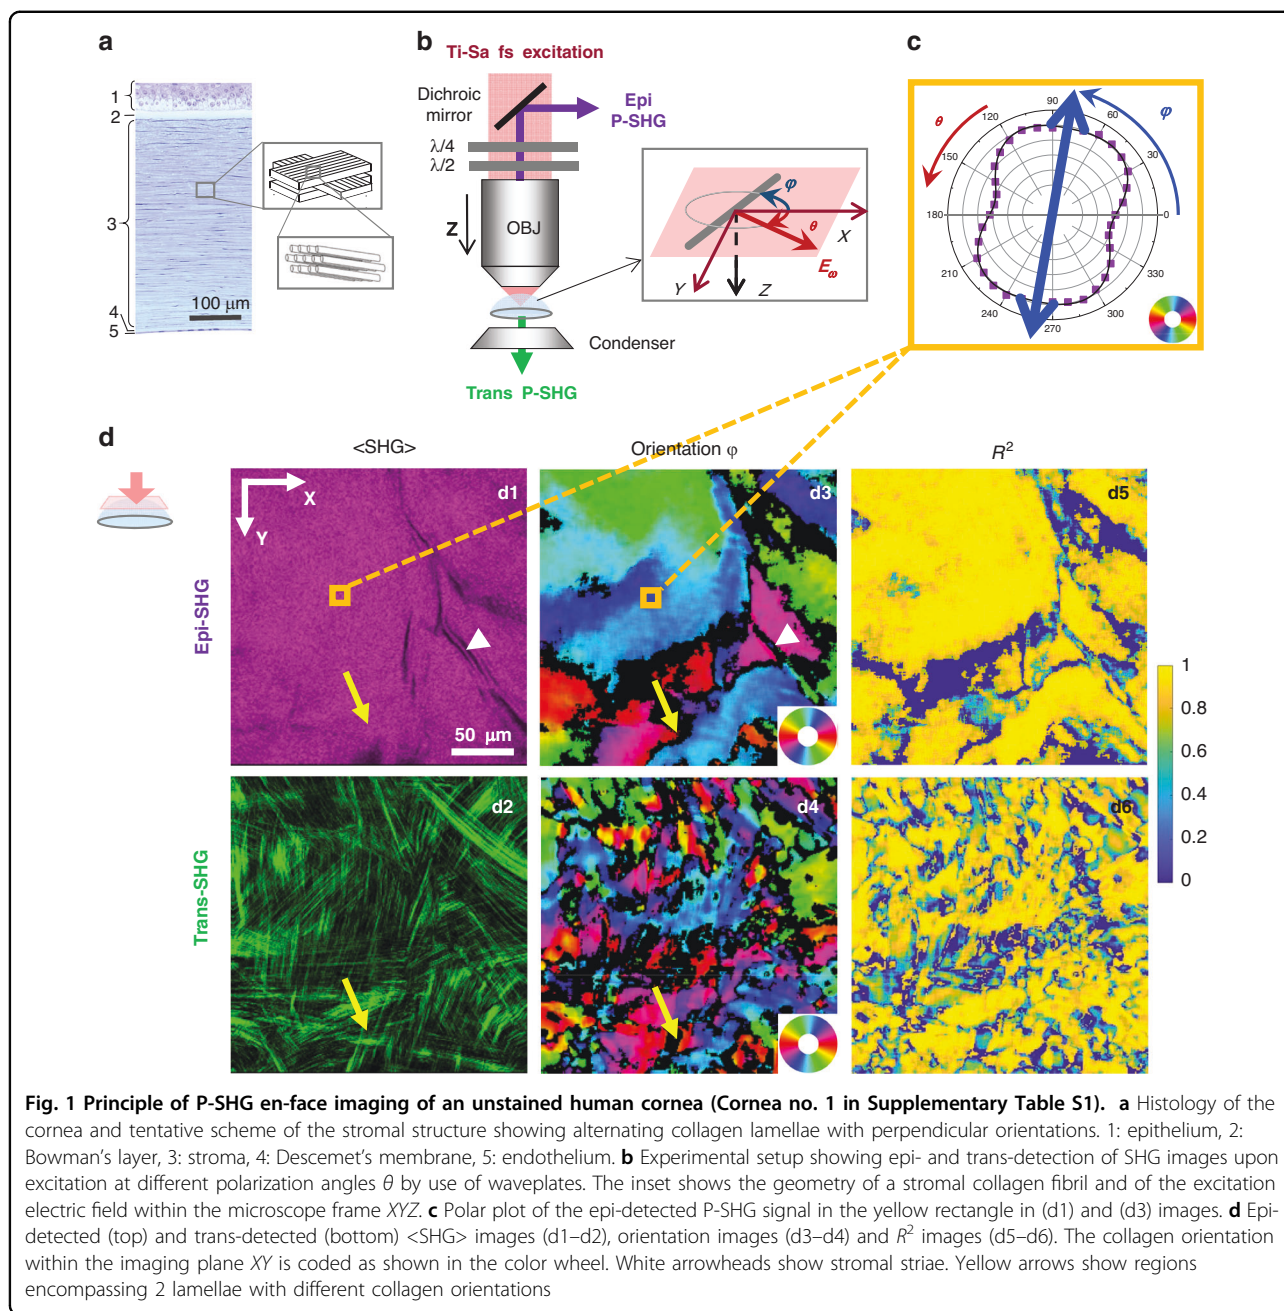 a
1
2
3
4
5
100 μm
b
Ti-Sa fs excitation
Dichroic
mirror
Epi
P-SHG
λ/4
λ/2
Z
OBJ
Condenser
Trans P-SHG
φ
θ
X
Eω
Y
Z
c
θ
φ
90
120
60
150
30
180
0
210
330
240
300
270
d
<SHG>
Orientation φ
R²
X
Y
d1
d3
d5
Epi-SHG
50 μm
1
0.8
0.6
0.4
0.2
0
Trans-SHG
d2
d4
d6
Fig. 1 Principle of P-SHG en-face imaging of an unstained human cornea (Cornea no. 1 in Supplementary Table S1). a Histology of the
cornea and tentative scheme of the stromal structure showing alternating collagen lamellae with perpendicular orientations. 1: epithelium, 2:
Bowman's layer, 3: stroma, 4: Descemet's membrane, 5: endothelium. b Experimental setup showing epi- and trans-detection of SHG images upon
excitation at different polarization angles θ by use of waveplates. The inset shows the geometry of a stromal collagen fibril and of the excitation
electric field within the microscope frame XYZ. c Polar plot of the epi-detected P-SHG signal in the yellow rectangle in (d1) and (d3) images. d Epi-
detected (top) and trans-detected (bottom) <SHG> images (d1–d2), orientation images (d3–d4) and R² images (d5–d6). The collagen orientation
within the imaging plane XY is coded as shown in the color wheel. White arrowheads show stromal striae. Yellow arrows show regions
encompassing 2 lamellae with different collagen orientations